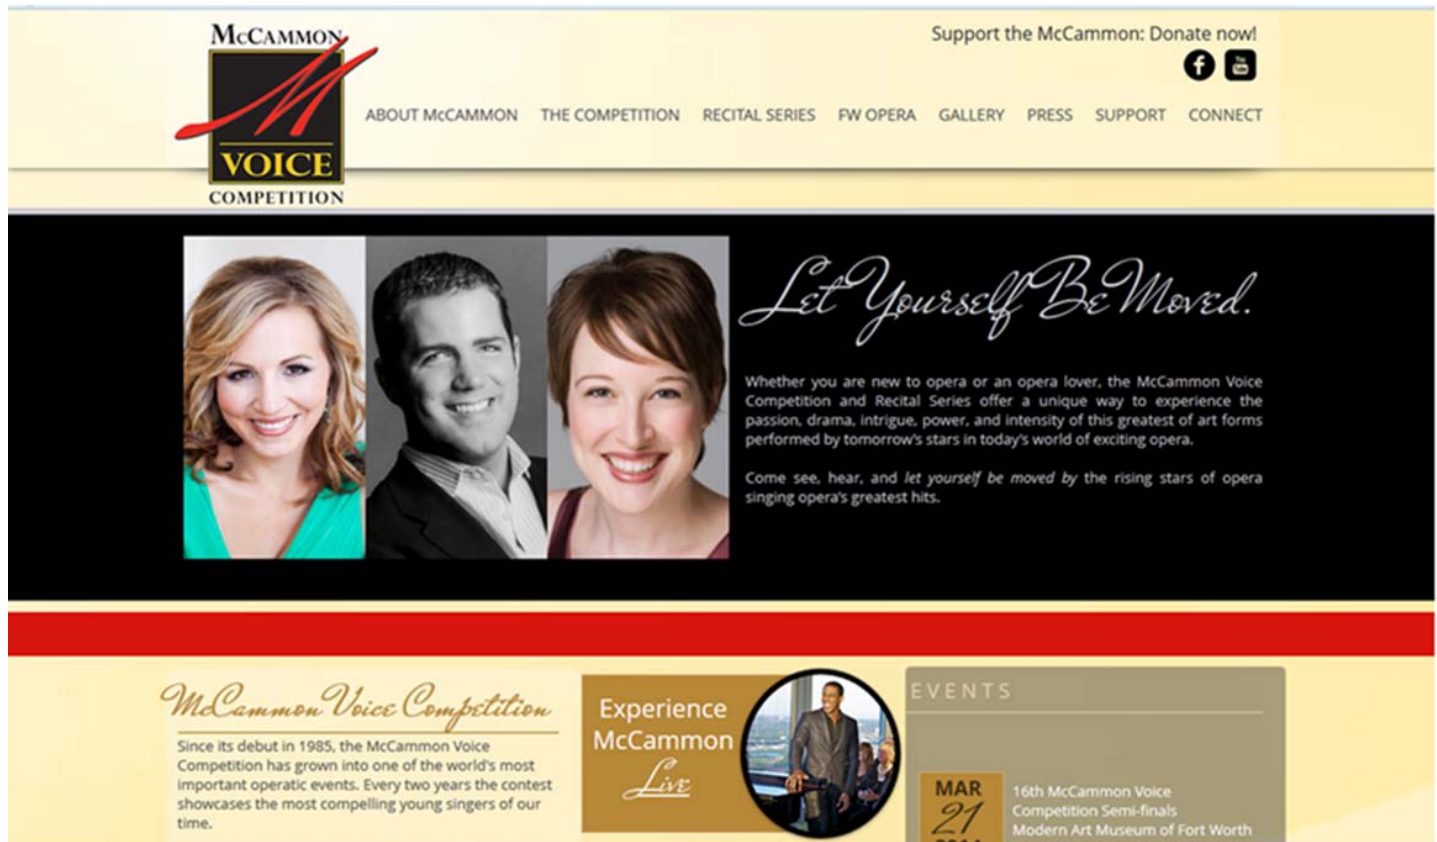 McCAMMON
VOICE
COMPETITION
Support the McCammon: Donate now!
ABOUT McCAMMON THE COMPETITION RECITAL SERIES FW OPERA GALLERY PRESS SUPPORT CONNECT
Let Yourself Be Moved.
Whether you are new to opera or an opera lover, the McCammon Voice
Competition and Recital Series offer a unique way to experience the
passion, drama, intrigue, power, and intensity of this greatest of art forms
performed by tomorrow's stars in today's world of exciting opera.
Come see, hear, and let yourself be moved by the rising stars of opera
singing opera's greatest hits.
McCammon Voice Competition
Since its debut in 1985, the McCammon Voice
Competition has grown into one of the world's most
important operatic events. Every two years the contest
showcases the most compelling young singers of our
time.
Experience
McCammon
Live
EVENTS
MAR
21
16th McCammon Voice
Competition Semi-finals
Modern Art Museum of Fort Worth